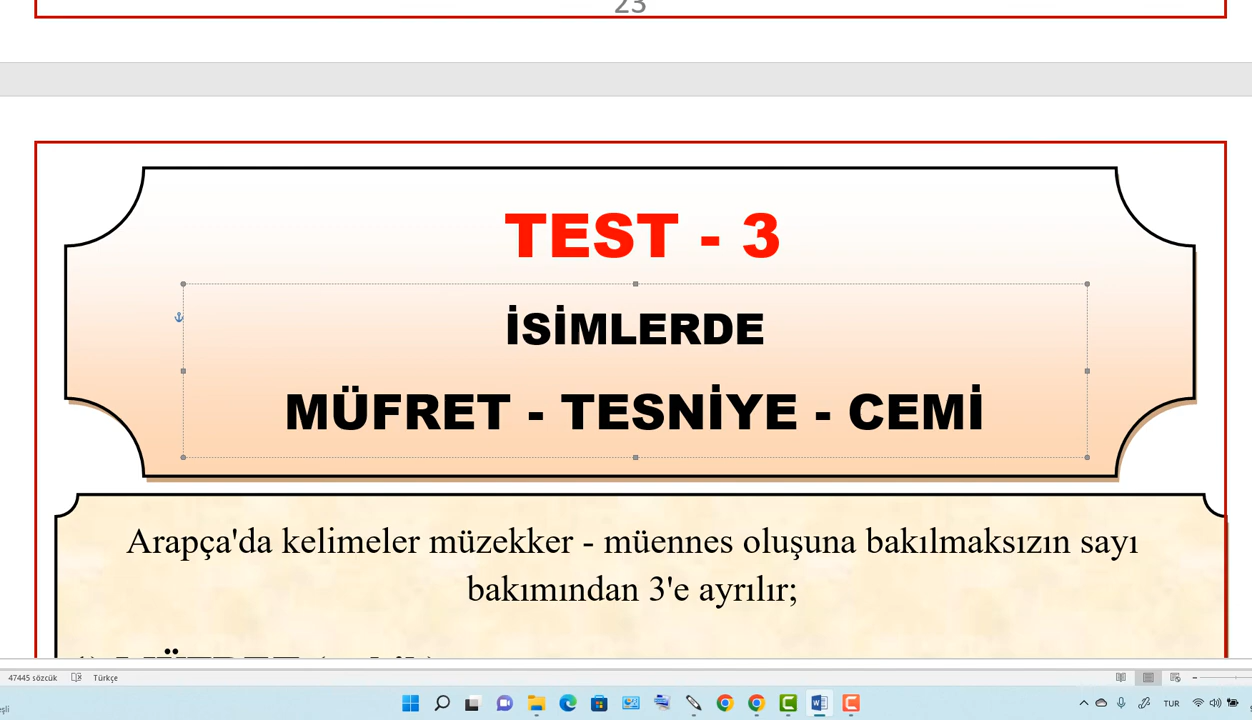 23
TEST - 3
İSİMLERDE
MÜFRET - TESNİYE - CEMİ
Arapça'da kelimeler müzekker - müennes oluşuna bakılmaksızın sayı
bakımından 3'e ayrılır;
47445 sözcük
Türkçe
TUR